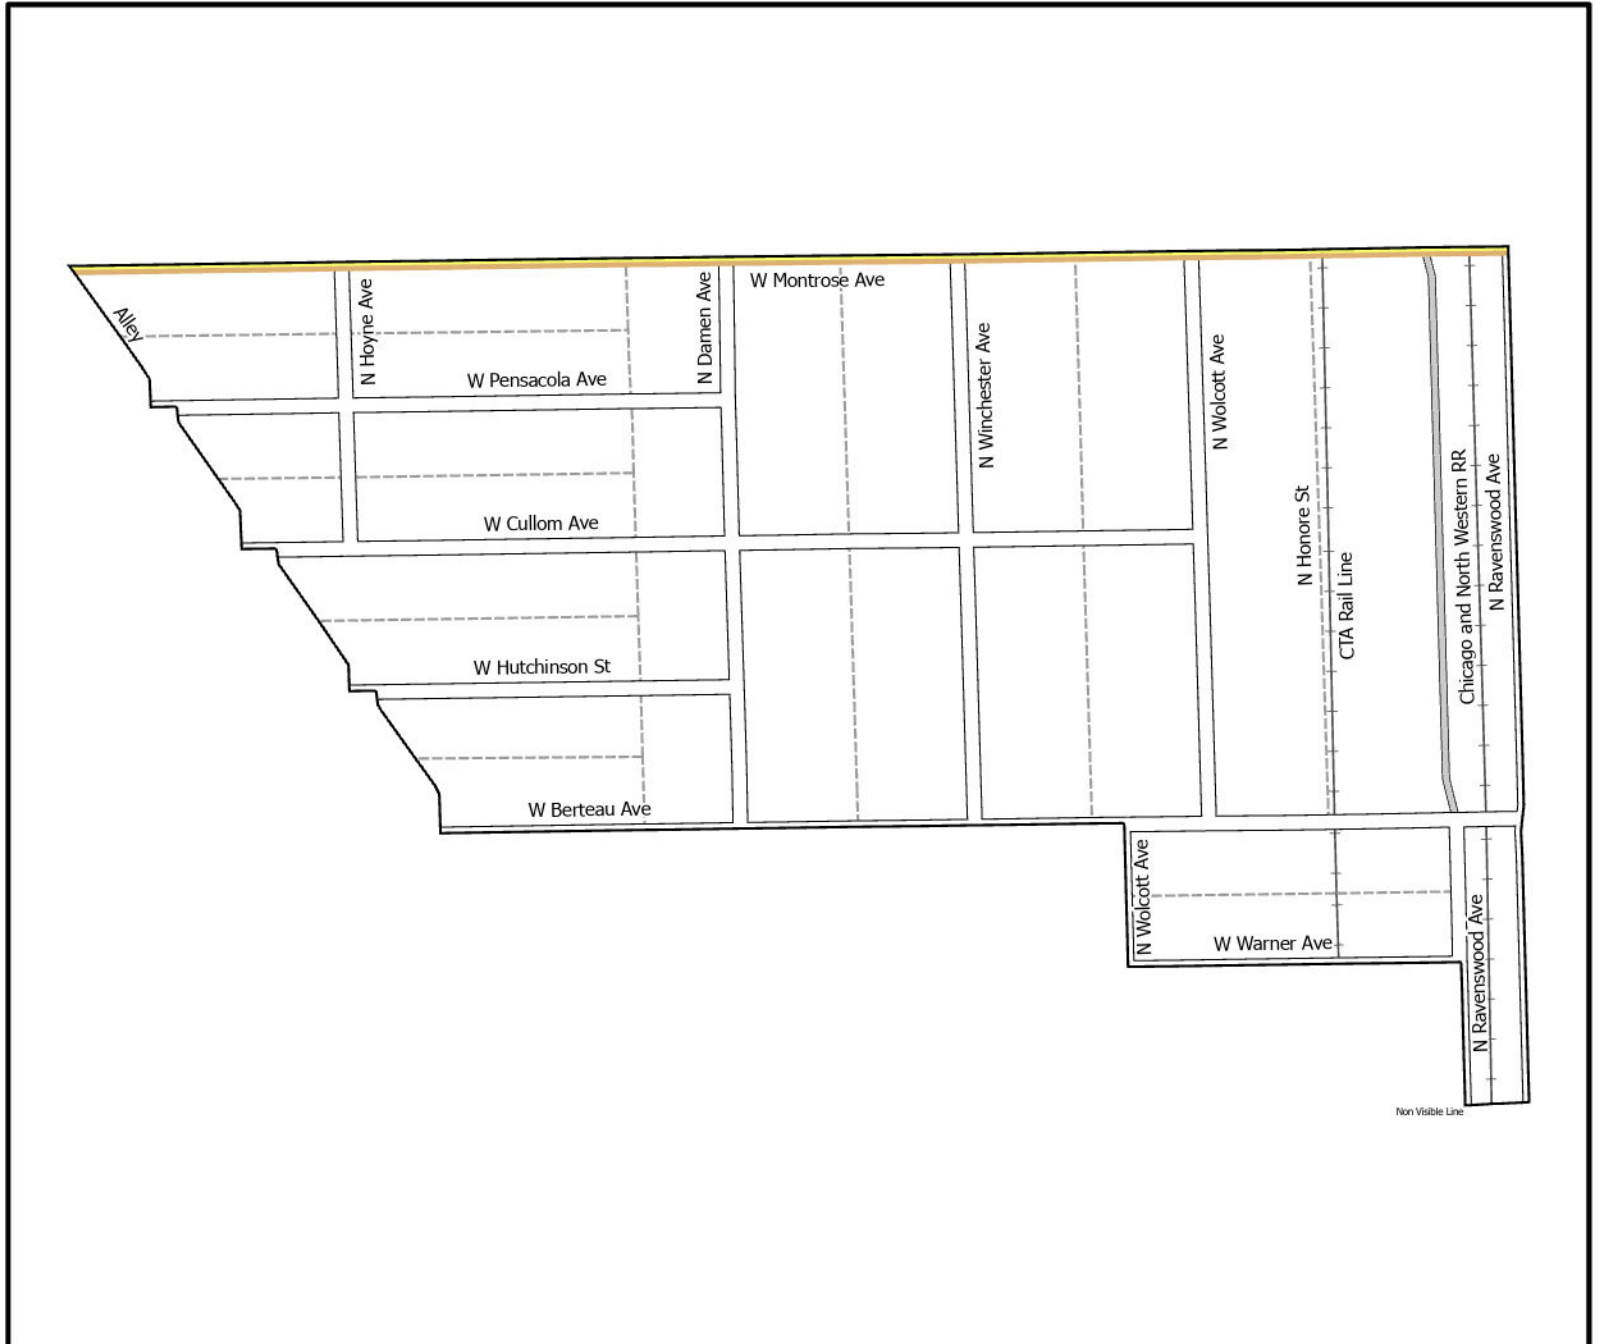 W Montrose Ave
Alley
N Hoyne Ave
N Damen Ave
W Pensacola Ave
N Winchester Ave
N Wolcott Ave
N Honore St
CTA Rail Line
Chicago and North Western RR
N Ravenswood Ave
W Cullom Ave
W Hutchinson St
W Berteau Ave
N Wolcott Ave
W Warner Ave
N Ravenswood Ave
Non Visible Line